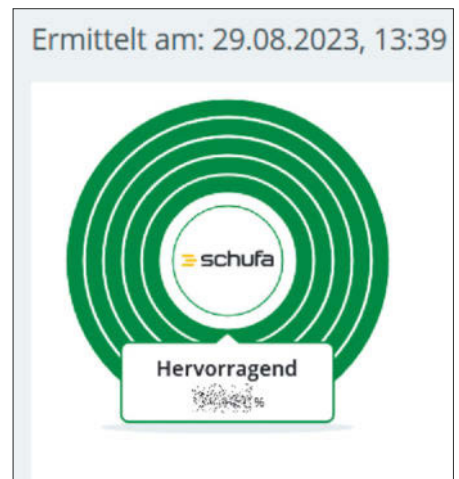 Ermittelt am: 29.08.2023, 13:39
schufa
Hervorragend
%